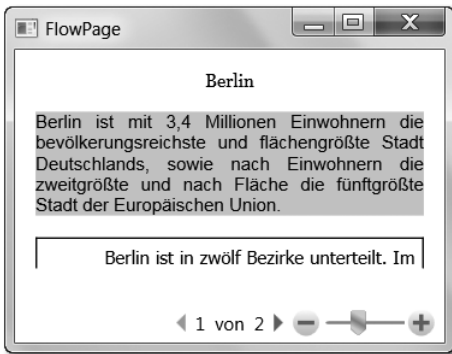 FlowPage
Berlin
Berlin ist mit 3,4 Millionen Einwohnern die
bevölkerungsreichste und flächengrößte Stadt
Deutschlands, sowie nach Einwohnern die
zweitgrößte und nach Fläche die fünftgrößte
Stadt der Europäischen Union.
Berlin ist in zwölf Bezirke unterteilt. Im
1 von 2